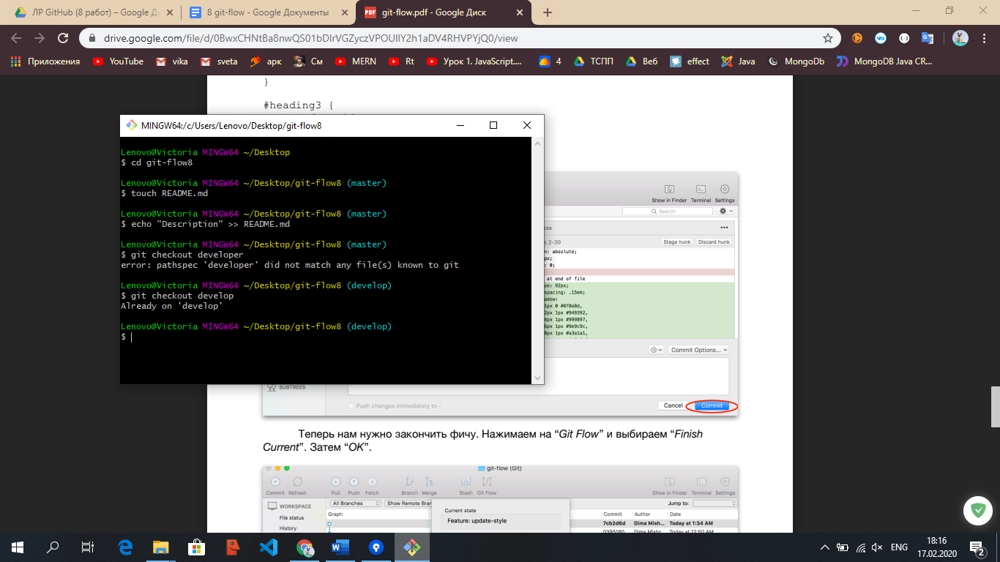 ЛР GitHub (8 работ) – Google Д
8 git-flow - Google Документы
git-flow.pdf - Google Диск
drive.google.com/file/d/0BwxCHNtBa8nwQS01bDIrVGZyczVPOUlIY2h1aDV4RHVPYjQ0/view
Приложения YouTube vika sveta арк См MERN Rt Урок 1. JavaScript.... 4 ТСПП Веб effect Java MongoDb MongoDB Java CR...
}
#heading3 {
MINGW64:/c/Users/Lenovo/Desktop/git-flow8
Lenovo@Victoria MINGW64 ~/Desktop
$ cd git-flow8
Lenovo@Victoria MINGW64 ~/Desktop/git-flow8 (master)
$ touch README.md
Lenovo@Victoria MINGW64 ~/Desktop/git-flow8 (master)
$ echo "Description" >> README.md
Lenovo@Victoria MINGW64 ~/Desktop/git-flow8 (master)
$ git checkout developer
error: pathspec 'developer' did not match any file(s) known to git
Lenovo@Victoria MINGW64 ~/Desktop/git-flow8 (develop)
$ git checkout develop
Already on 'develop'
Lenovo@Victoria MINGW64 ~/Desktop/git-flow8 (develop)
$
Show in Finder Terminal Settings
Search
oss
s 2-39 Stage hunk Discard hunk
n: absolute;
px;
: 0;
at end of file
ze: 92px;
spacing: .15em;
adow:
1px 0 #8f8e8d,
2px 1px #949392,
4px 1px #999897,
6px 1px #9e9c9c,
8px 1px #a3a1a1,
Commit Options...
SUBTREES
Push changes immediately to -
Cancel Commit
Теперь нам нужно закончить фичу. Нажимаем на “Git Flow” и выбираем “Finish
Current”. Затем “OK”.
git-flow (Git)
Commit Refresh Pull Push Fetch Branch Merge Stash Git Flow Show in Finder Terminal Settings
WORKSPACE All Branches Show Remote Bran Jump to:
File status Graph Current state Commit Author Date
History Feature: update-style 7cb2d6d Dima Mish... Today at 1:34 AM
0395180 Dima Mishc Today at 12:50 AM
ENG
18:16
17.02.2020
2